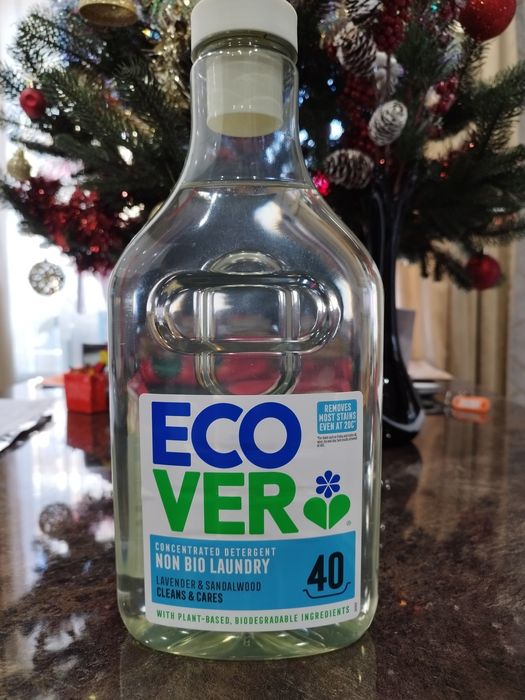 ECO
VER
REMOVES
MOST STAINS
EVEN AT 20C*
CONCENTRATED DETERGENT
NON BIO LAUNDRY
LAVENDER & SANDALWOOD
CLEANS & CARES
40
WITH PLANT-BASED, BIODEGRADABLE INGREDIENTS